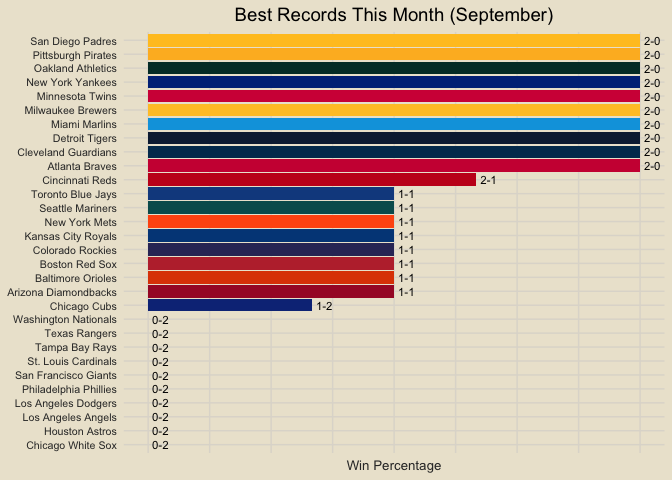 Best Records This Month (September)
San Diego Padres 2-0
Pittsburgh Pirates 2-0
Oakland Athletics 2-0
New York Yankees 2-0
Minnesota Twins 2-0
Milwaukee Brewers 2-0
Miami Marlins 2-0
Detroit Tigers 2-0
Cleveland Guardians 2-0
Atlanta Braves 2-0
Cincinnati Reds 2-1
Toronto Blue Jays 1-1
Seattle Mariners 1-1
New York Mets 1-1
Kansas City Royals 1-1
Colorado Rockies 1-1
Boston Red Sox 1-1
Baltimore Orioles 1-1
Arizona Diamondbacks 1-1
Chicago Cubs 1-2
Washington Nationals 0-2
Texas Rangers 0-2
Tampa Bay Rays 0-2
St. Louis Cardinals 0-2
San Francisco Giants 0-2
Philadelphia Phillies 0-2
Los Angeles Dodgers 0-2
Los Angeles Angels 0-2
Houston Astros 0-2
Chicago White Sox 0-2
Win Percentage